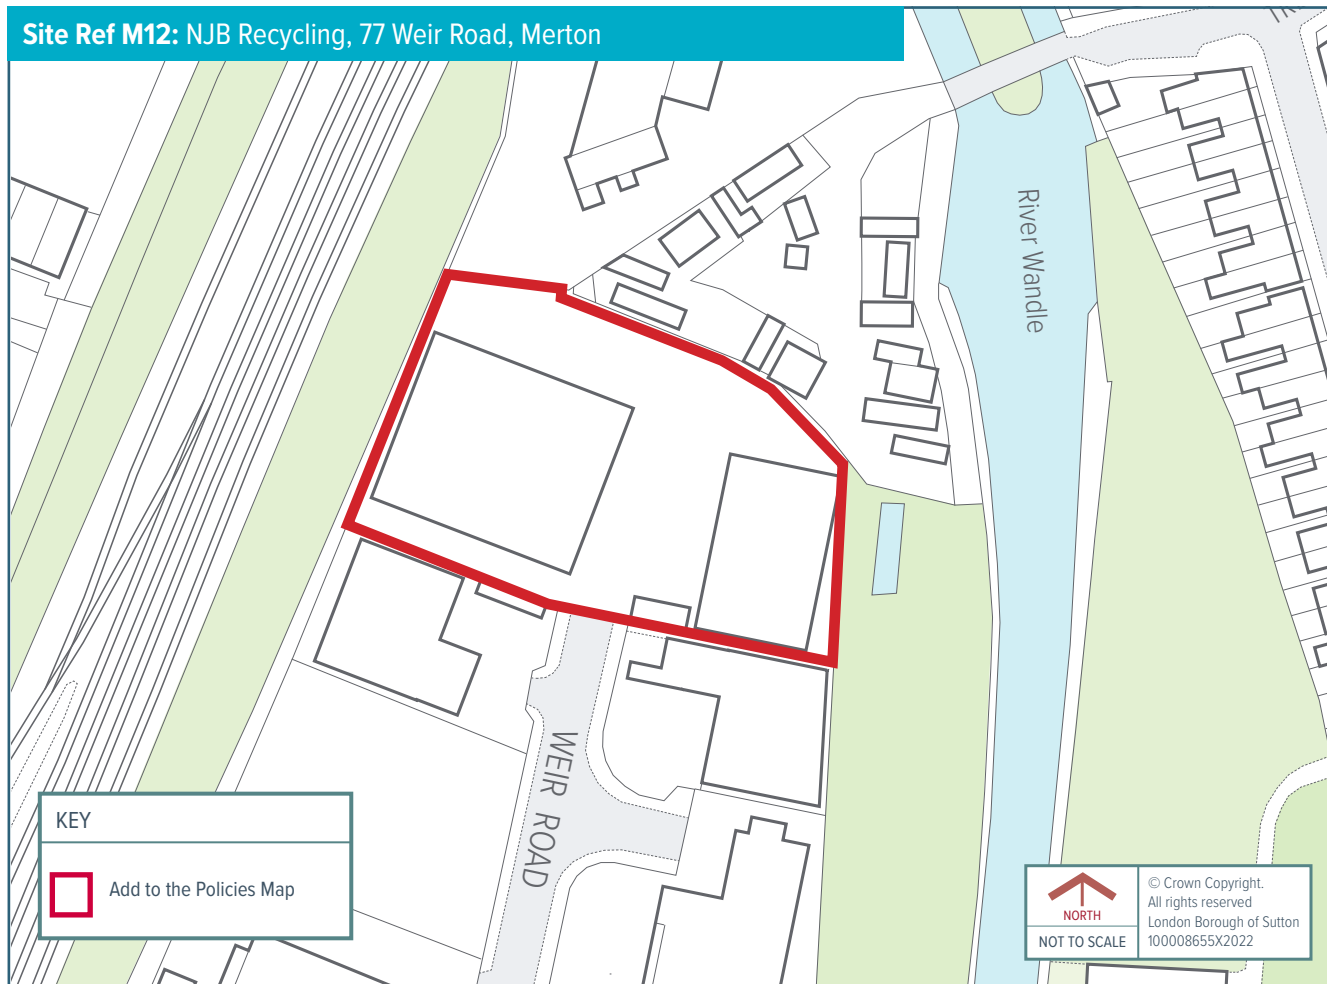 Site Ref M12: NJB Recycling, 77 Weir Road, Merton
River Wandle
WEIR ROAD
KEY
Add to the Policies Map
NORTH
NOT TO SCALE
© Crown Copyright.
All rights reserved
London Borough of Sutton
100008655X2022